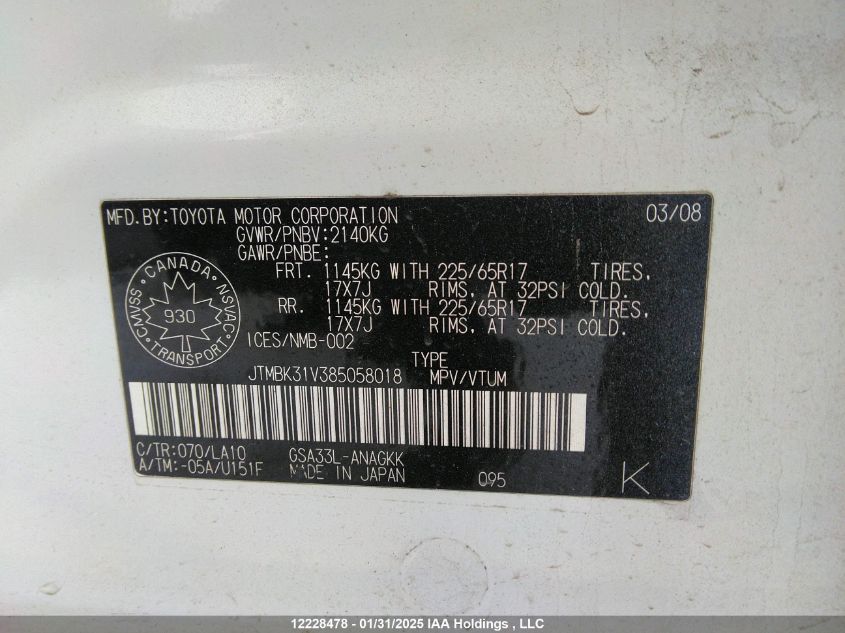 MFD.BY:TOYOTA MOTOR CORPORATION 03/08
GVWR/PNBV:2140KG
GAWR/PNBE:
FRT. 1145KG WITH 225/65R17 TIRES,
17X7J RIMS, AT 32PSI COLD.
RR. 1145KG WITH 225/65R17 TIRES,
17X7J RIMS, AT 32PSI COLD.
ICES/NMB-002
CANADA
CMVSS NSVAC
930
TRANSPORT
TYPE
JTMBK31V385058018 MPV/VTUM
C/TR:070/LA10 GSA33L-ANAGKK
A/TM:-05A/U151F MADE IN JAPAN 095 K
12228478 - 01/31/2025 IAA Holdings , LLC